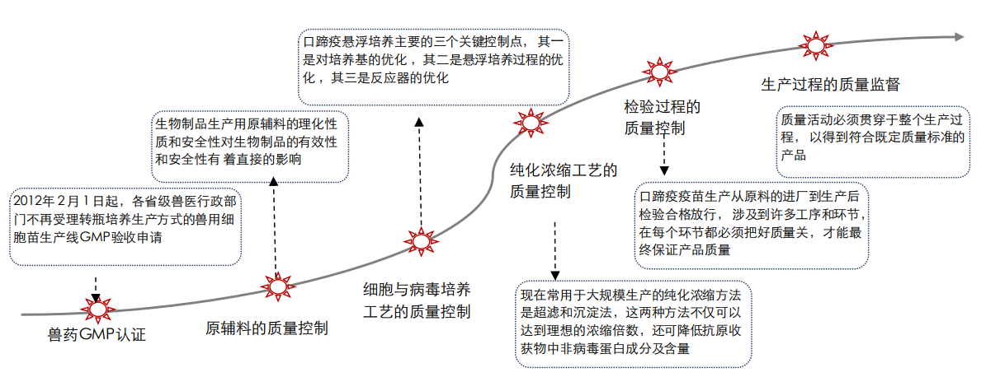 2012年2月1日起，各省级兽医行政部
门不再受理转瓶培养生产方式的兽用细
胞苗生产线GMP验收申请
兽药GMP认证
生物制品生产用原辅料的理化性
质和安全性对生物制品的有效性
和安全性有着直接的影响
原辅料的质量控制
口蹄疫悬浮培养主要的三个关键控制点，其一
是对培养基的优化，其二是悬浮培养过程的优
化，其三是反应器的优化
细胞与病毒培养
工艺的质量控制
纯化浓缩工艺的
质量控制
现在常用于大规模生产的纯化浓缩方法
是超滤和沉淀法，这两种方法不仅可以
达到理想的浓缩倍数，还可降低抗原收
获物中非病毒蛋白成分及含量
检验过程的
质量控制
口蹄疫疫苗生产从原料的进厂到生产后
检验合格放行，涉及到许多工序和环节，
在每个环节都必须把好质量关，才能最
终保证产品质量
生产过程的质量监督
质量活动必须贯穿于整个生产过
程，以得到符合既定质量标准的
产品